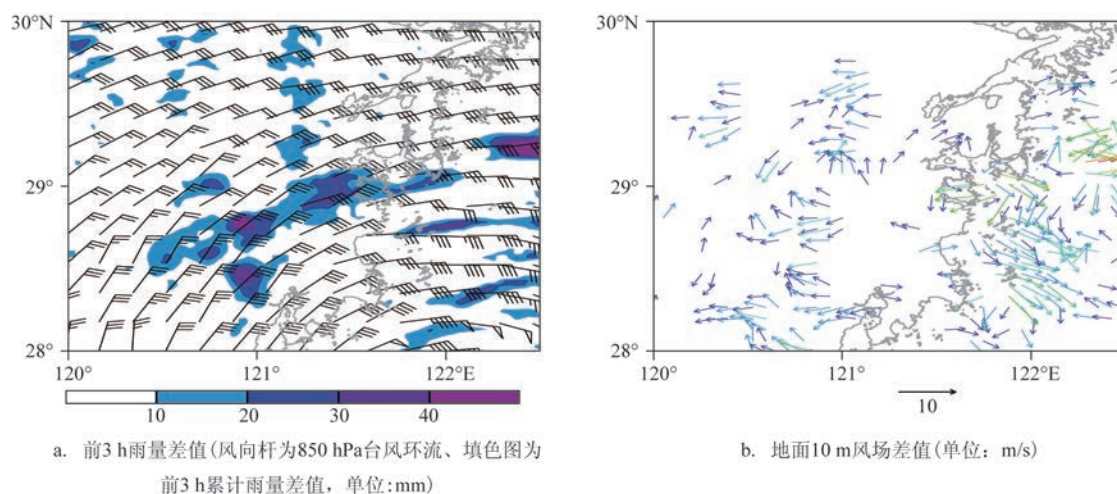 30°N
29°
28°
120°
121°
122°E
10
20
30
40
a. 前3 h雨量差值(风向杆为850 hPa台风环流、填色图为
前3 h累计雨量差值，单位:mm)
30°N
29°
28°
120°
121°
122°E
10
b. 地面10 m风场差值(单位：m/s)